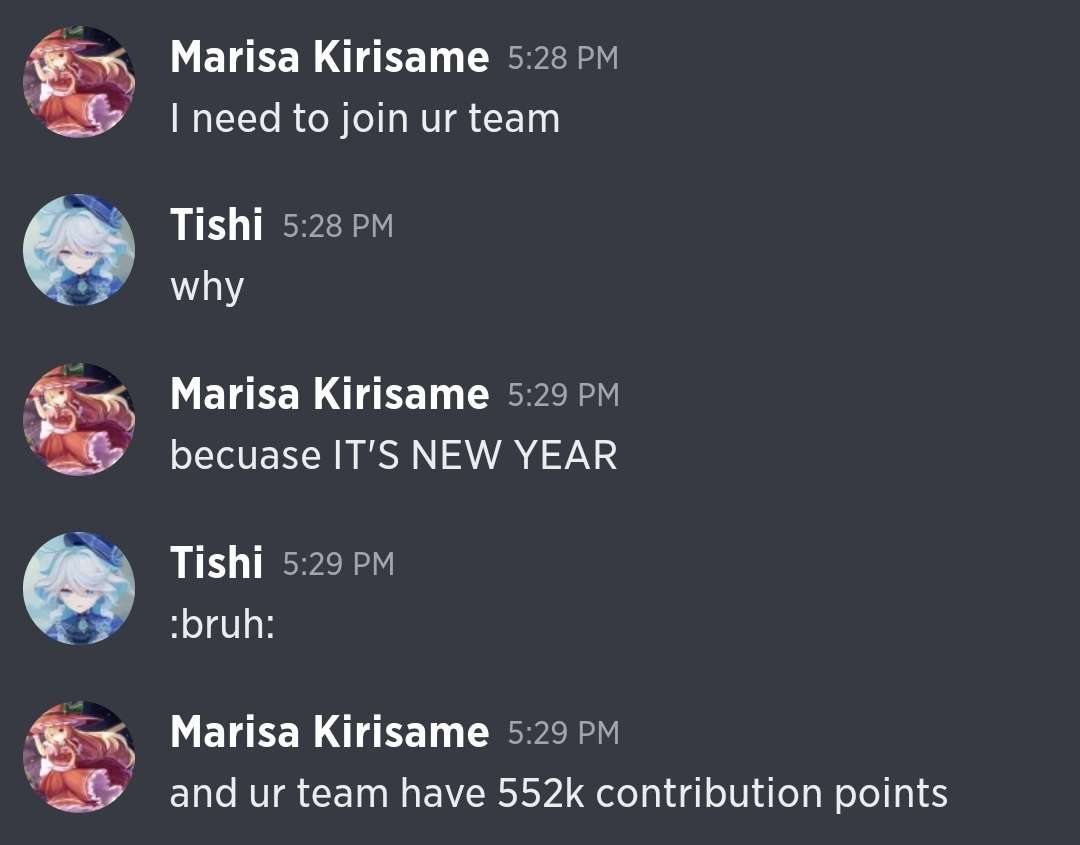 Marisa Kirisame 5:28 PM
I need to join ur team
Tishi 5:28 PM
why
Marisa Kirisame 5:29 PM
becuase IT'S NEW YEAR
Tishi 5:29 PM
:bruh:
Marisa Kirisame 5:29 PM
and ur team have 552k contribution points